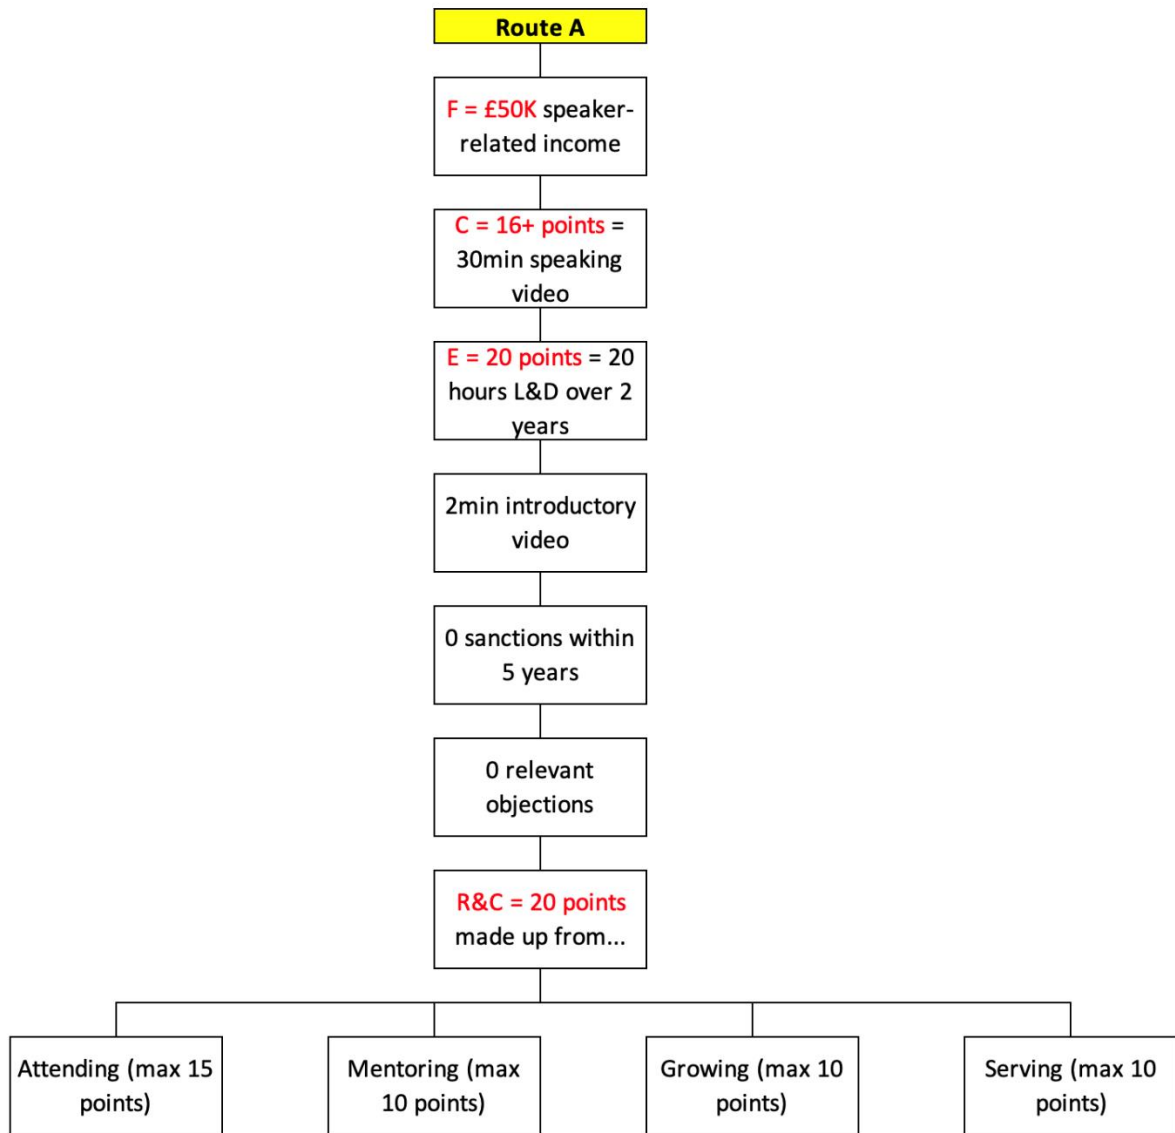 Route A
F = £50K speaker-
related income
C = 16+ points =
30min speaking
video
E = 20 points = 20
hours L&D over 2
years
2min introductory
video
0 sanctions within
5 years
0 relevant
objections
R&C = 20 points
made up from...
Attending (max 15
points)
Mentoring (max
10 points)
Growing (max 10
points)
Serving (max 10
points)